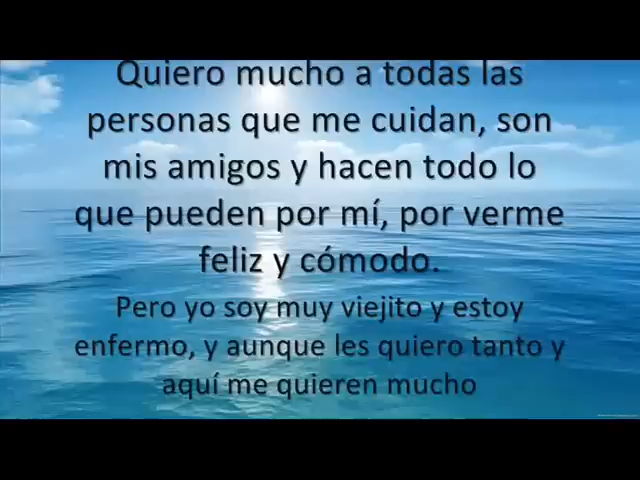 Quiero mucho a todas las
personas que me cuidan, son
mis amigos y hacen todo lo
que pueden por mí, por verme
feliz y cómodo.
Pero yo soy muy viejito y estoy
enfermo, y aunque les quiero tanto y
aquí me quieren mucho